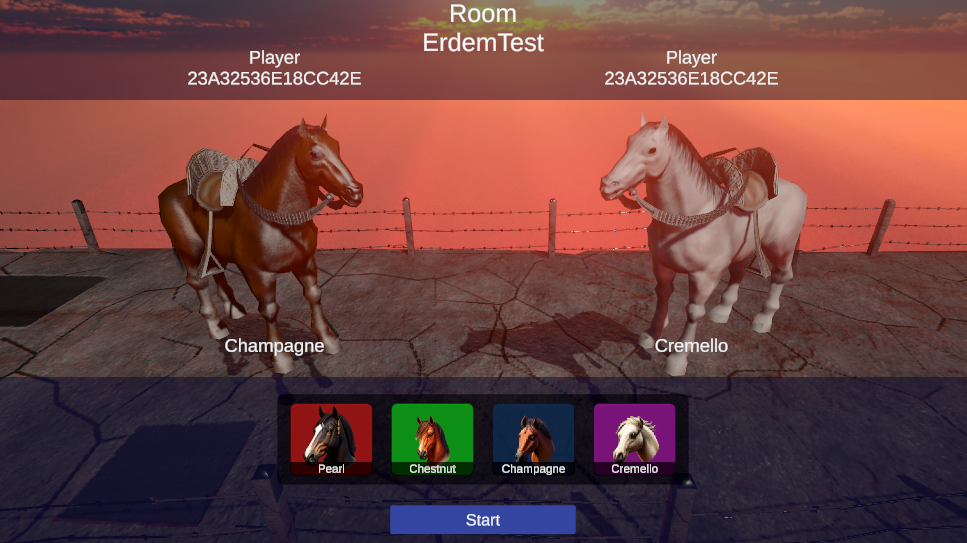 Room
ErdemTest
Player
23A32536E18CC42E
Player
23A32536E18CC42E
Champagne
Cremello
Pearl
Chestnut
Champagne
Cremello
Start